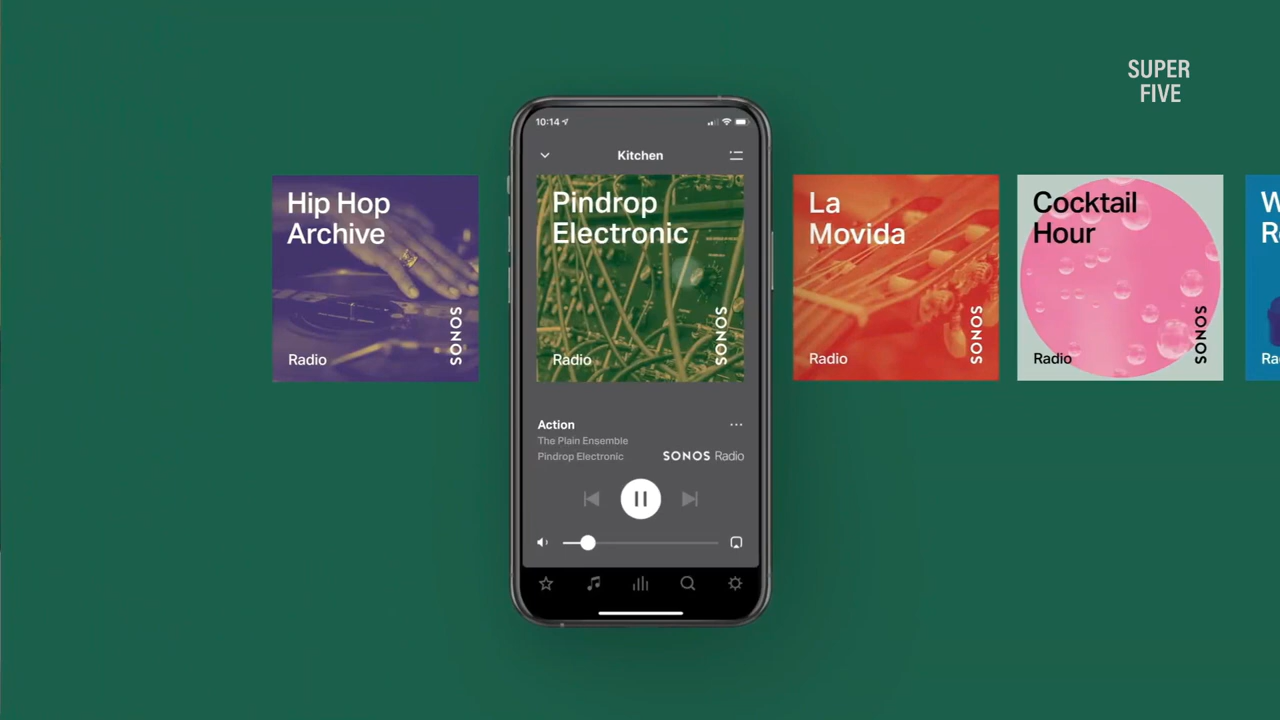 SUPER
FIVE
10:14
Kitchen
Hip Hop
Archive
Radio
SONOS
Pindrop
Electronic
Radio
SONOS
La
Movida
Radio
SONOS
Cocktail
Hour
Radio
SONOS
Action
The Plain Ensemble
Pindrop Electronic
SONOS Radio